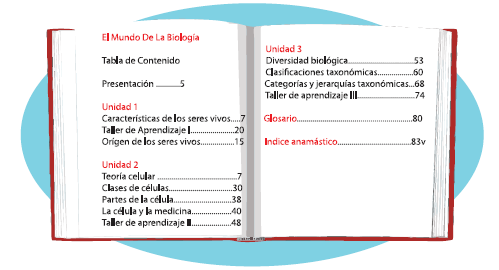 El Mundo De La Biología
Tabla de Contenido
Presentación ..........5
Unidad 1
Características de los seres vivos....7
Taller de Aprendizaje I..................20
Origen de los seres vivos.............15
Unidad 2
Teoría celular ............................7
Clases de células........................30
Partes de la célula......................38
La célula y la medicina................40
Taller de aprendizaje II................48
Unidad 3
Diversidad biológica......................53
Clasificaciones taxonómicas............60
Categorías y jerarquías taxonómicas...68
Taller de aprendizaje III..................74
Glosario......................................80
Indice anamástico........................83v